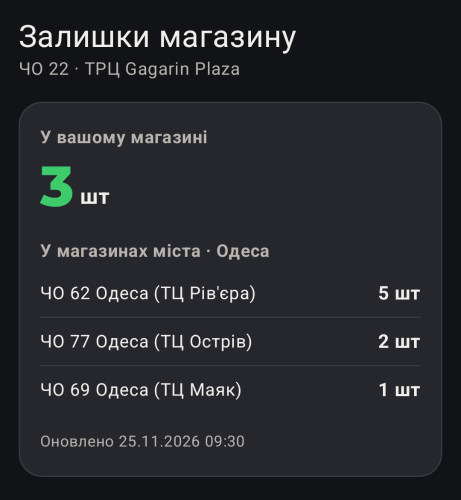 Залишки магазину
ЧО 22 · ТРЦ Gagarin Plaza
У вашому магазині
3 шт
У магазинах міста · Одеса
ЧО 62 Одеса (ТЦ Рів'єра) 5 шт
ЧО 77 Одеса (ТЦ Острів) 2 шт
ЧО 69 Одеса (ТЦ Маяк) 1 шт
Оновлено 25.11.2026 09:30